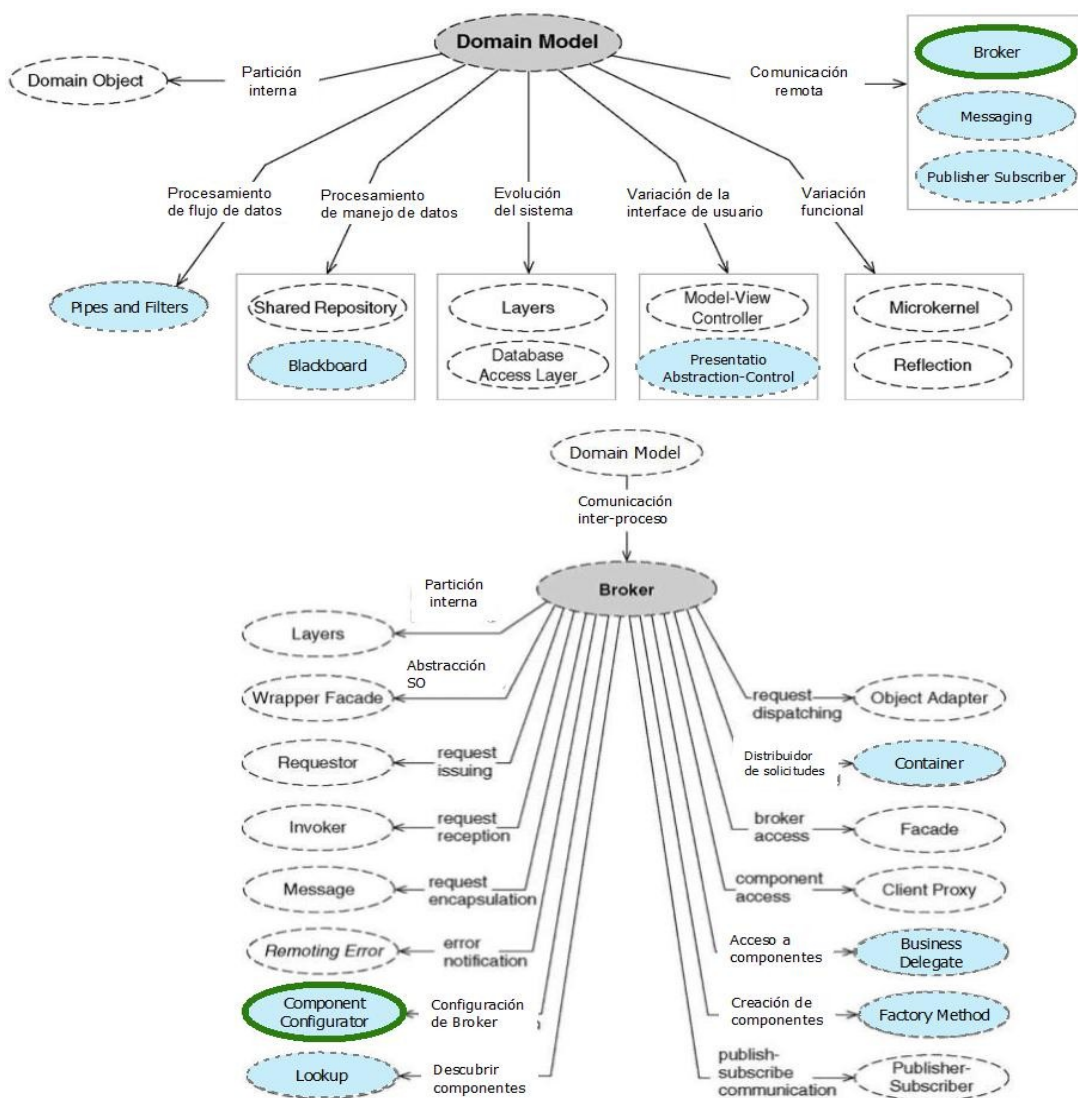 Domain Model
Domain Object
Partición
interna
Comunicación
remota
Broker
Messaging
Publisher Subscriber
Procesamiento
de flujo de datos
Procesamiento
de manejo de datos
Evolución
del sistema
Variación de la
interface de usuario
Variación
funcional
Pipes and Filters
Shared Repository
Blackboard
Layers
Database
Access Layer
Model-View
Controller
Presentatio
Abstraction-Control
Microkernel
Reflection
Domain Model
Comunicación
inter-proceso
Broker
Partición
interna
Layers
Abstracción
SO
Wrapper Facade
request
issuing
Requestor
request
reception
Invoker
request
encapsulation
Message
error
notification
Remoting Error
Configuración
de Broker
Component
Configurator
Descubrir
componentes
Lookup
request
dispatching
Object Adapter
Distribuidor
de solicitudes
Container
broker
access
Facade
component
access
Client Proxy
Acceso a
componentes
Business
Delegate
Creación de
componentes
Factory Method
publish-
subscribe
communication
Publisher-
Subscriber